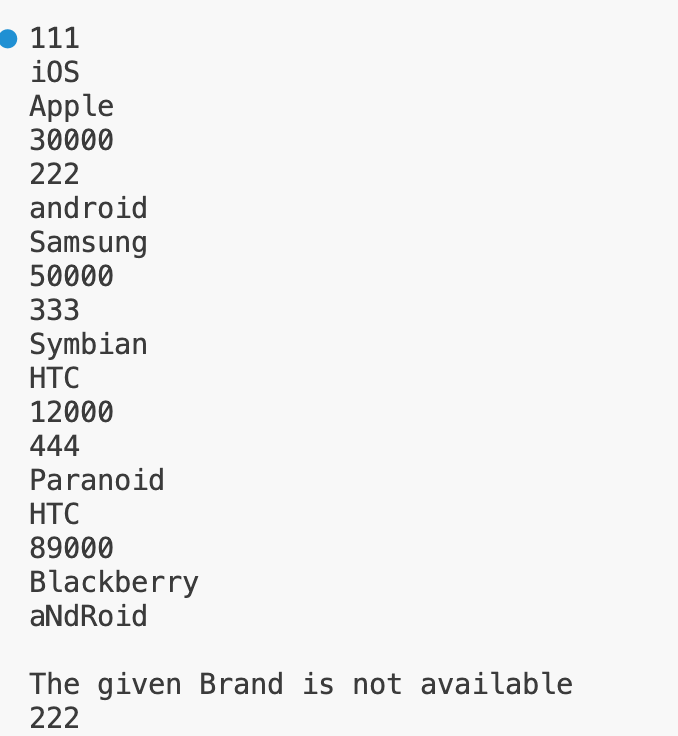 111
iOS
Apple
30000
222
android
Samsung
50000
333
Symbian
HTC
12000
444
Paranoid
HTC
89000
Blackberry
aNdRoid
The given Brand is not available
222